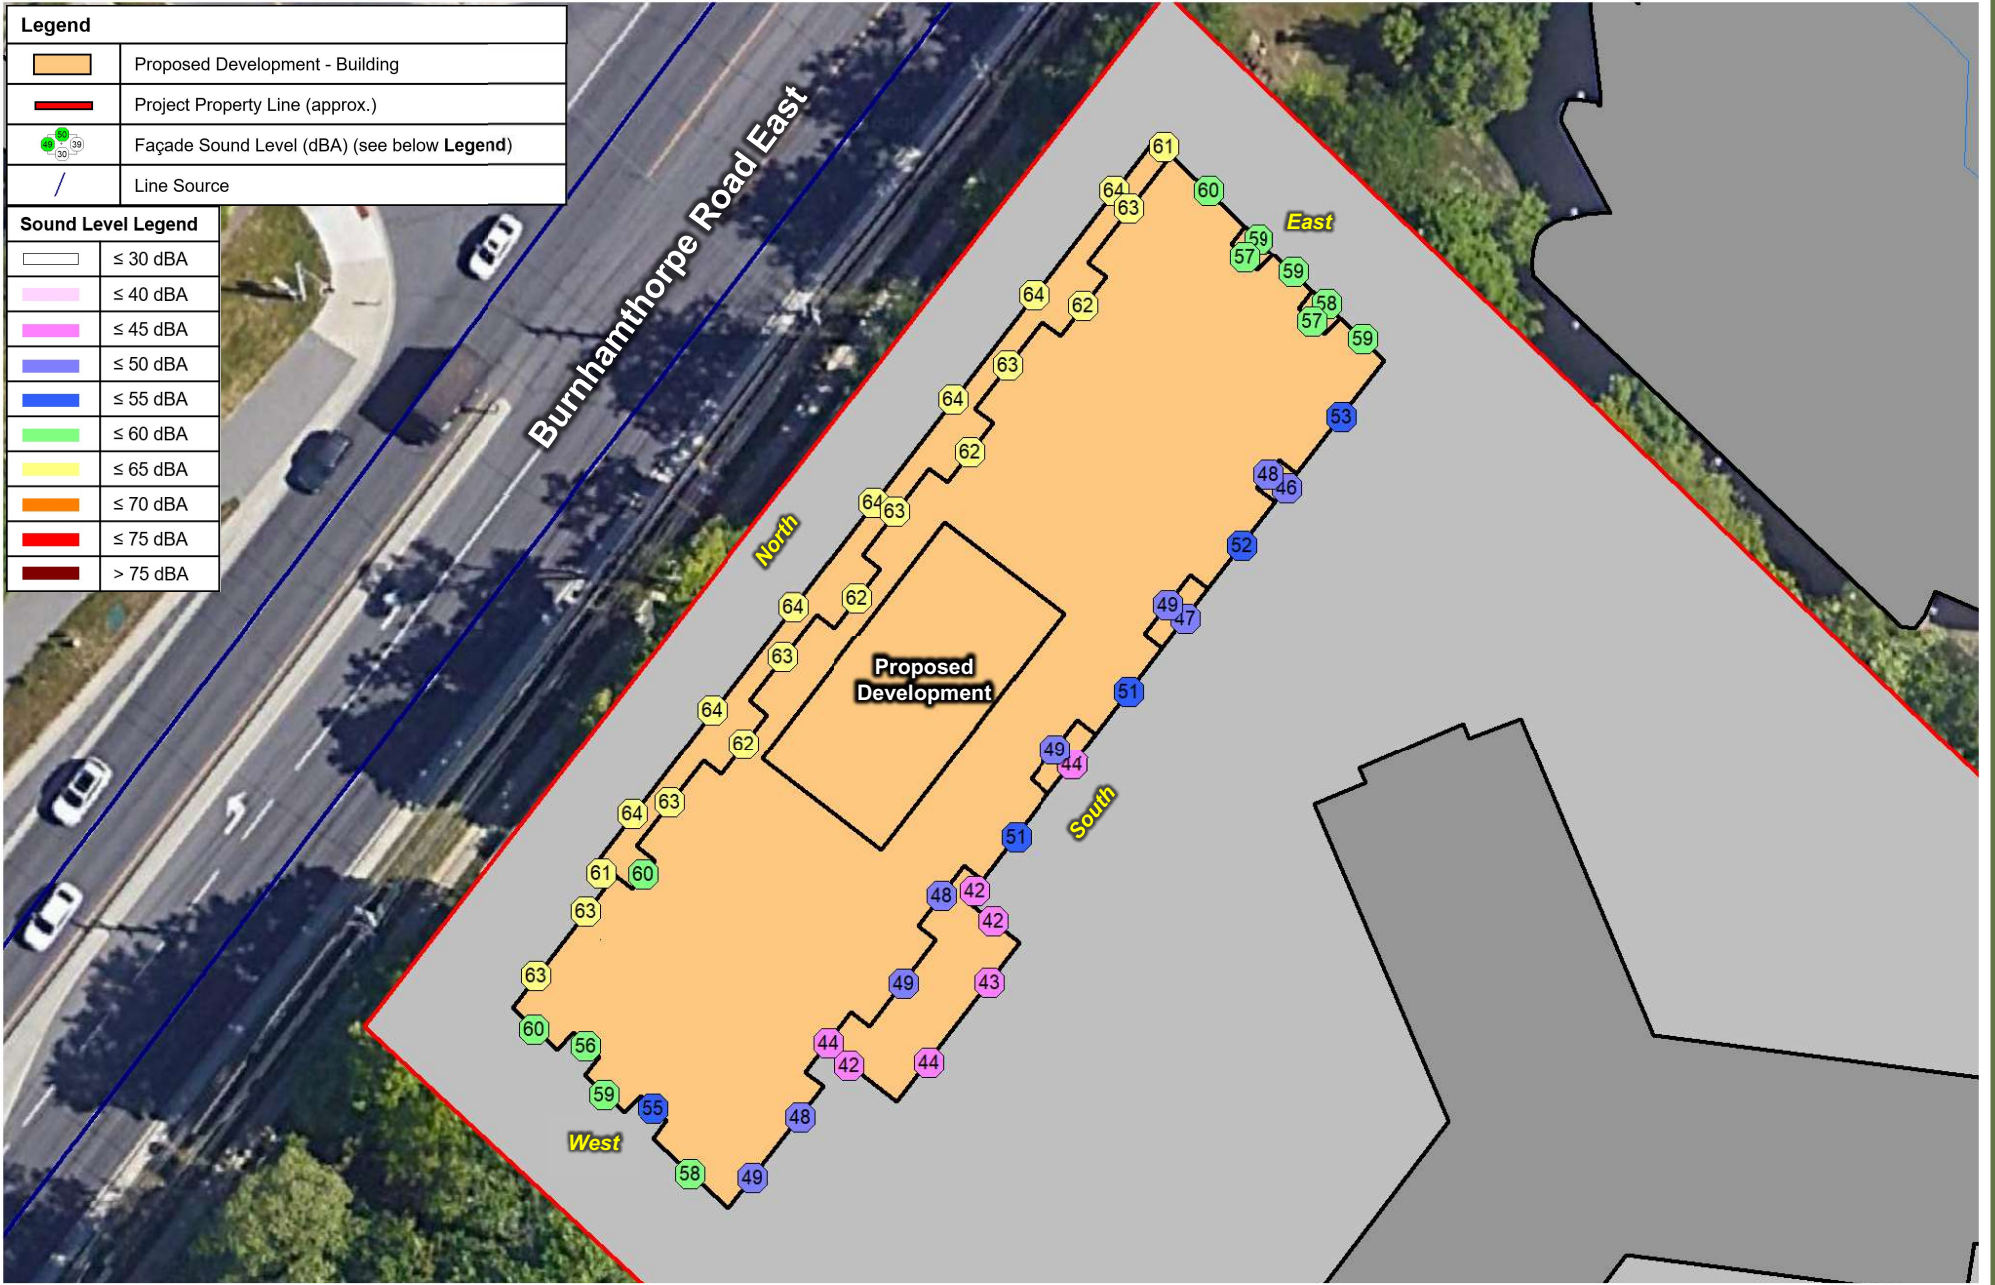 Legend
Proposed Development - Building
Project Property Line (approx.)
50
49 39
30
Façade Sound Level (dBA) (see below Legend)
Line Source
Sound Level Legend
≤ 30 dBA
≤ 40 dBA
≤ 45 dBA
≤ 50 dBA
≤ 55 dBA
≤ 60 dBA
≤ 65 dBA
≤ 70 dBA
≤ 75 dBA
> 75 dBA
Burnhamthorpe Road East
61
64
60
63
East
59
57
59
64
62
58
57
59
63
64
53
62
48
46
64
63
North
52
62
64
49
47
63
Proposed
Development
51
64
62
49
44
63
64
South
51
61
60
42
48
63
42
63
49
43
60
44
56
42
44
59
55
48
West
58
49